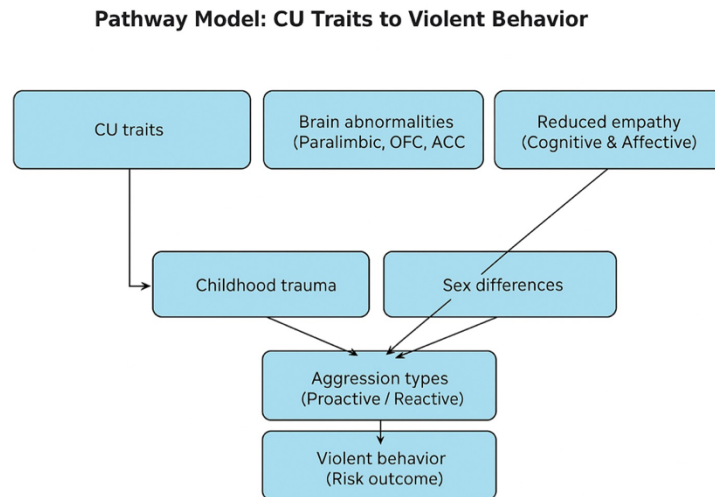 Pathway Model: CU Traits to Violent Behavior
CU traits
Brain abnormalities
(Paralimbic, OFC, ACC
Reduced empathy
(Cognitive & Affective)
Childhood trauma
Sex differences
Aggression types
(Proactive / Reactive)
Violent behavior
(Risk outcome)